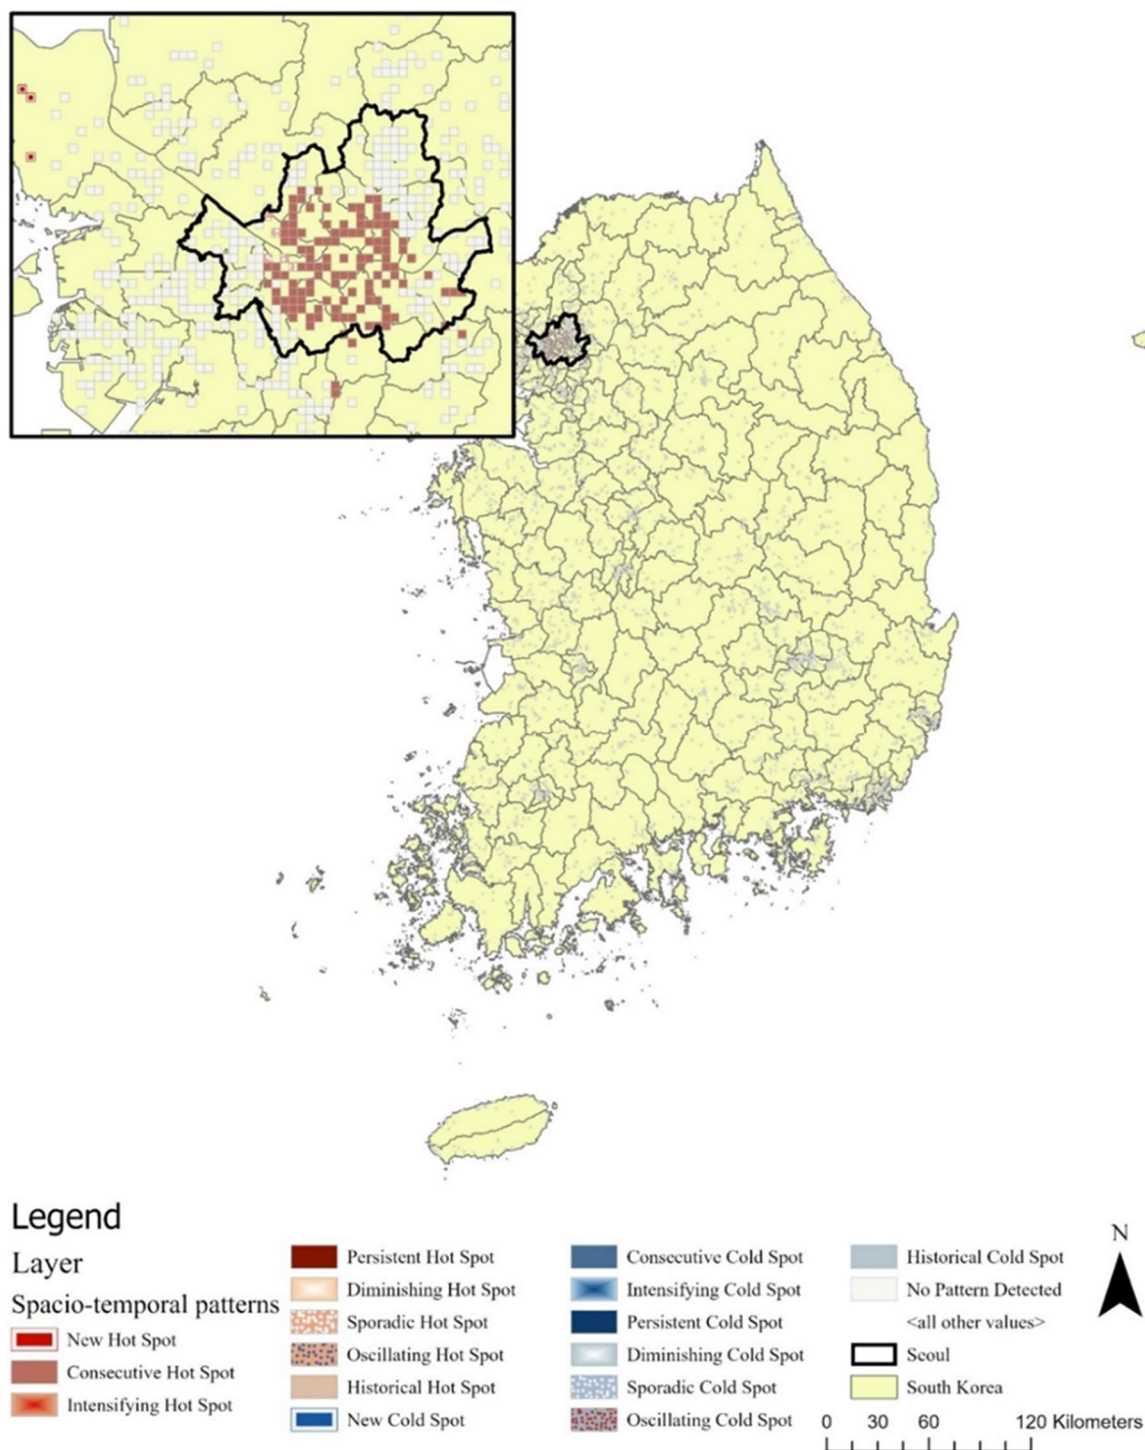 Legend
Layer
Spacio-temporal patterns
New Hot Spot
Consecutive Hot Spot
Intensifying Hot Spot
Persistent Hot Spot
Diminishing Hot Spot
Sporadic Hot Spot
Oscillating Hot Spot
Historical Hot Spot
New Cold Spot
Consecutive Cold Spot
Intensifying Cold Spot
Persistent Cold Spot
Diminishing Cold Spot
Sporadic Cold Spot
Oscillating Cold Spot
Historical Cold Spot
No Pattern Detected
<all other values>
Seoul
South Korea
N
0 30 60 120 Kilometers